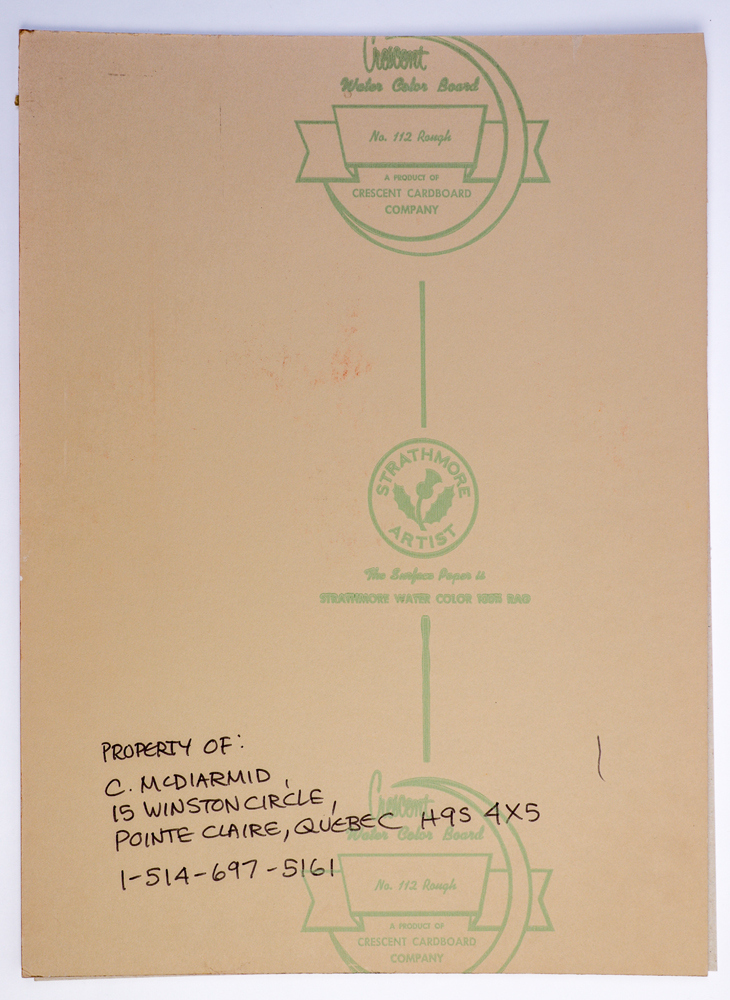 Crescent
Water Color Board
No. 112 Rough
A PRODUCT OF
CRESCENT CARDBOARD
COMPANY
STRATHMORE
ARTIST
The Surface Paper is
STRATHMORE WATER COLOR 100% RAG
PROPERTY OF:
C. MCDIARMID,
15 WINSTON CIRCLE,
POINTE CLAIRE, QUEBEC H9S 4X5
1-514-697-5161
Crescent
Water Color Board
No. 112 Rough
A PRODUCT OF
CRESCENT CARDBOARD
COMPANY